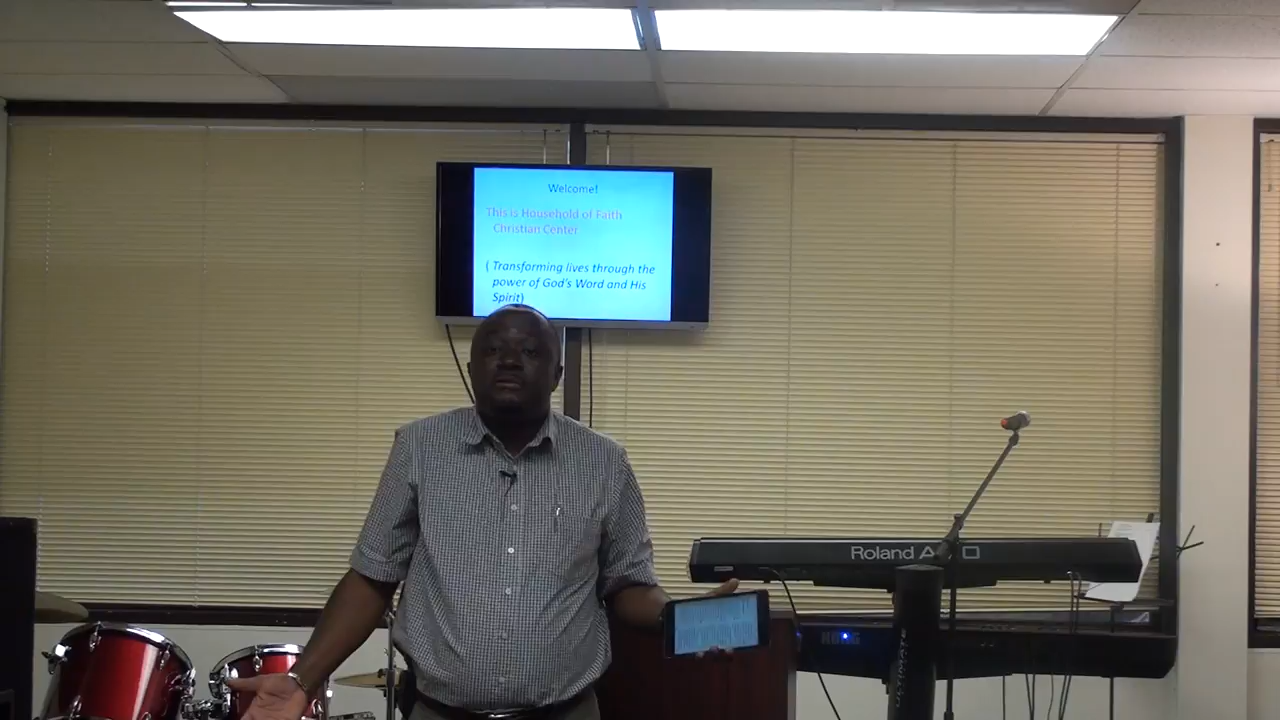 Welcome!
This is Household of Faith
Christian Center
( Transforming lives through the
power of God's Word and His
Spirit)
Roland
KORG